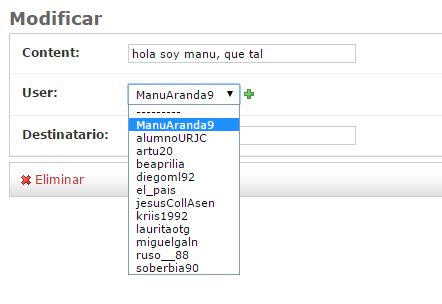 Modificar
Content: hola soy manu, que tal
User: ManuAranda9
---------
ManuAranda9
alumnoURJC
artu20
beaprilia
diegoml92
Destinatario:
el_pais
jesusCollAsen
kriis1992
lauritaotg
miguelgaln
ruso__88
soberbia90
Eliminar